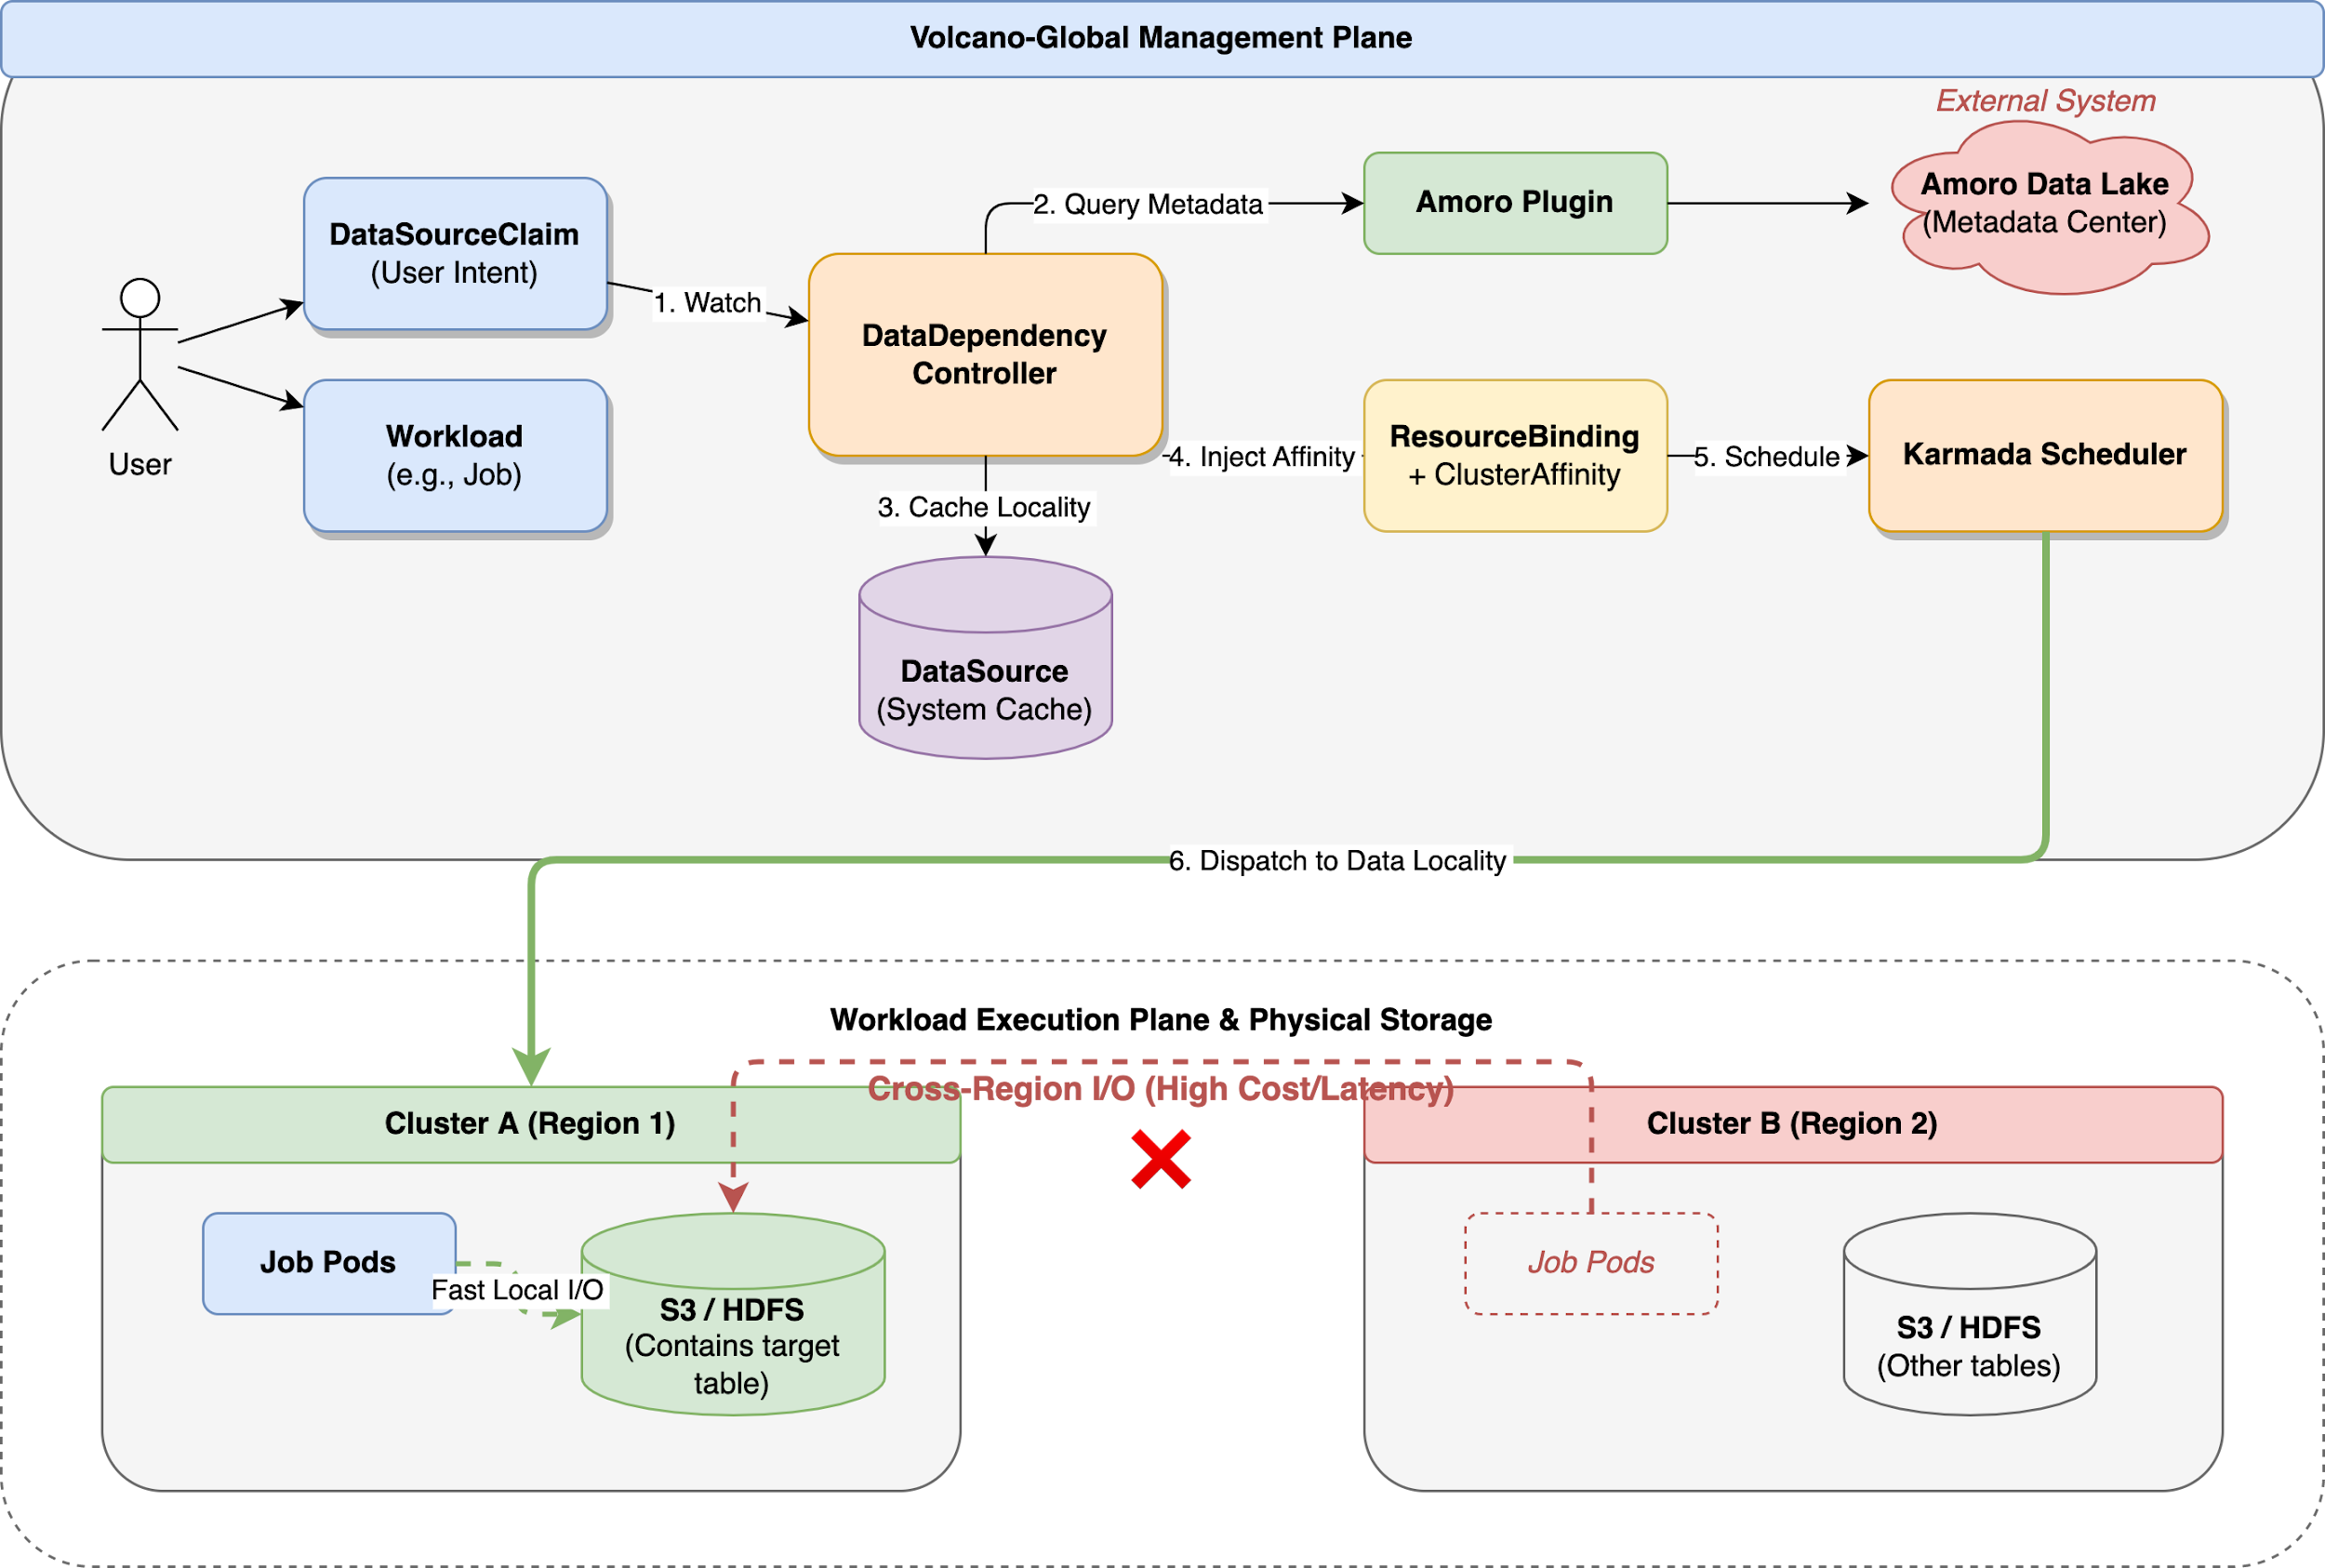 Volcano-Global Management Plane
External System
Amoro Data Lake
(Metadata Center)
Amoro Plugin
2. Query Metadata
DataSourceClaim
(User Intent)
1. Watch
DataDependency
Controller
User
Workload
(e.g., Job)
4. Inject Affinity
ResourceBinding
+ ClusterAffinity
5. Schedule
Karmada Scheduler
3. Cache Locality
DataSource
(System Cache)
6. Dispatch to Data Locality
Workload Execution Plane & Physical Storage
Cross-Region I/O (High Cost/Latency)
Cluster A (Region 1)
Job Pods
Fast Local I/O
S3 / HDFS
(Contains target
table)
Cluster B (Region 2)
Job Pods
S3 / HDFS
(Other tables)